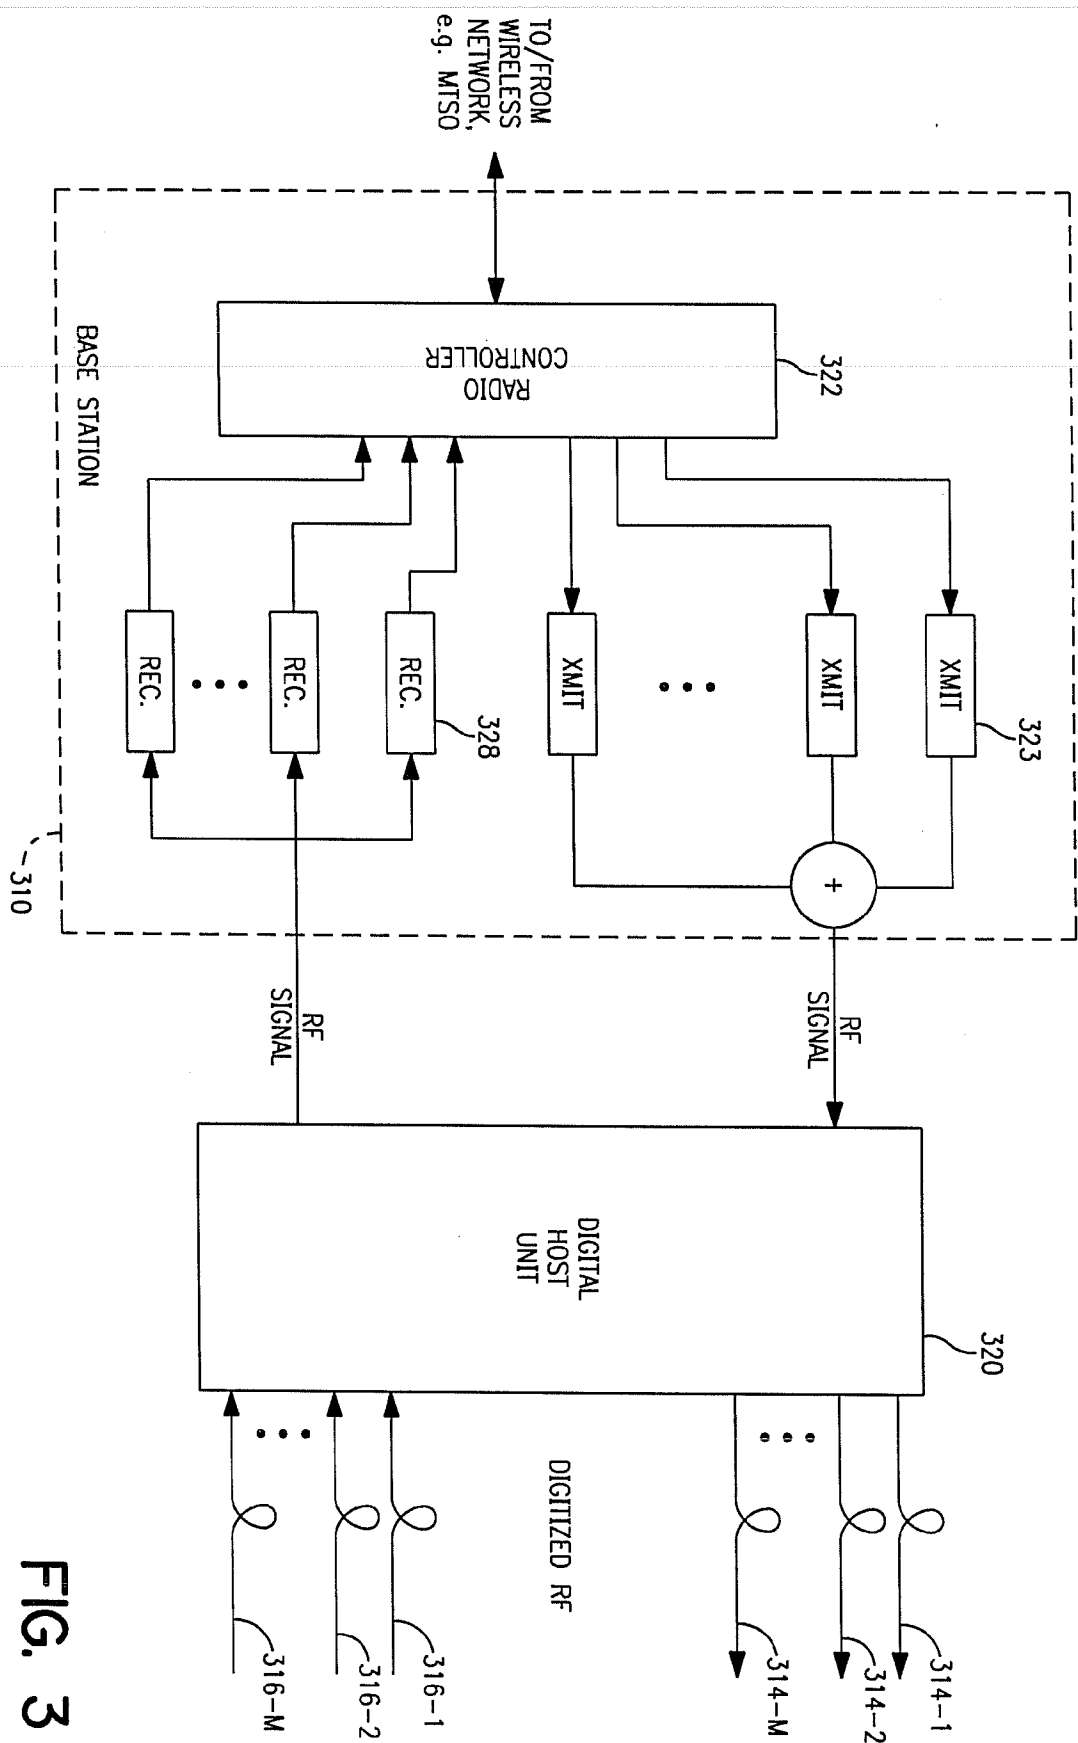 TO/FROM
WIRELESS
NETWORK,
e.g. MTSO
322
RADIO
CONTROLLER
BASE STATION
323
XMIT
XMIT
XMIT
328
REC.
REC.
REC.
+
310
RF
SIGNAL
RF
SIGNAL
320
DIGITAL
HOST
UNIT
DIGITIZED RF
314-1
314-2
314-M
316-1
316-2
316-M
FIG. 3